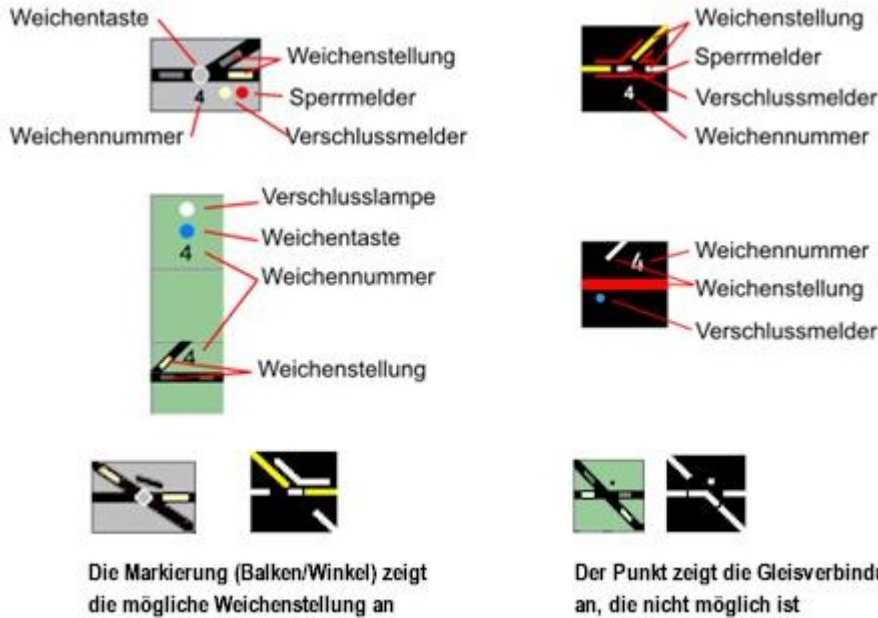 Weichentaste
Weichenstellung
4
Sperrmelder
Weichennummer
Verschlussmelder
Weichenstellung
Sperrmelder
Verschlussmelder
4
Weichennummer
Verschlusslampe
Weichentaste
4
Weichennummer
4
Weichenstellung
4
Weichennummer
Weichenstellung
Verschlussmelder
Die Markierung (Balken/Winkel) zeigt
die mögliche Weichenstellung an
Der Punkt zeigt die Gleisverbindu
an, die nicht möglich ist